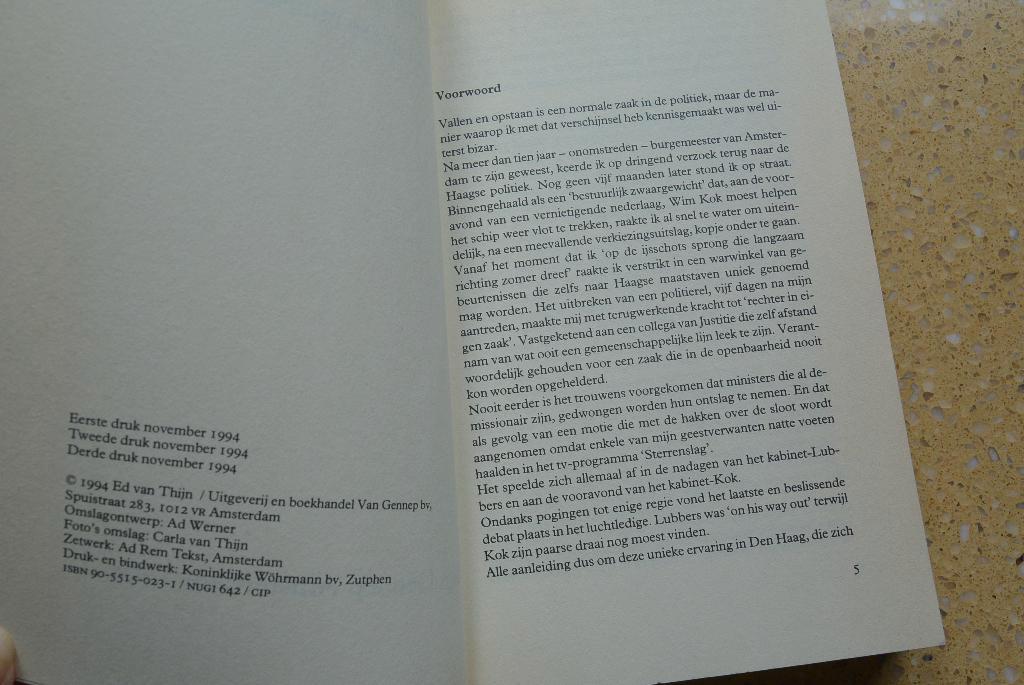 Eerste druk november 1994
Tweede druk november 1994
Derde druk november 1994
© 1994 Ed van Thijn / Uitgeverij en boekhandel Van Gennep bv,
Spuistraat 283, 1012 VR Amsterdam
Omslagontwerp: Ad Werner
Foto's omslag: Carla van Thijn
Zetwerk: Ad Rem Tekst, Amsterdam
Druk- en bindwerk: Koninklijke Wöhrmann bv, Zutphen
ISBN 90-5515-023-1 / NUGI 642 / CIP
Voorwoord
Vallen en opstaan is een normale zaak in de politiek, maar de ma-
nier waarop ik met dat verschijnsel heb kennisgemaakt was wel ui-
terst bizar.
Na meer dan tien jaar – onomstreden – burgemeester van Amster-
dam te zijn geweest, keerde ik op dringend verzoek terug naar de
Haagse politiek. Nog geen vijf maanden later stond ik op straat.
Binnengehaald als een 'bestuurlijk zwaargewicht' dat, aan de voor-
avond van een vernietigende nederlaag, Wim Kok moest helpen
het schip weer vlot te trekken, raakte ik al snel te water om uitein-
delijk, na een meevallende verkiezingsuitslag, kopje onder te gaan.
Vanaf het moment dat ik 'op de ijsschots sprong die langzaam
richting zomer dreef' raakte ik verstrikt in een warwinkel van ge-
beurtenissen die zelfs naar Haagse maatstaven uniek genoemd
mag worden. Het uitbreken van een politierel, vijf dagen na mijn
aantreden, maakte mij met terugwerkende kracht tot 'rechter in ei-
gen zaak'. Vastgeketend aan een collega van Justitie die zelf afstand
nam van wat ooit een gemeenschappelijke lijn leek te zijn. Verant-
woordelijk gehouden voor een zaak die in de openbaarheid nooit
kon worden opgehelderd.
Nooit eerder is het trouwens voorgekomen dat ministers die al de-
missionair zijn, gedwongen worden hun ontslag te nemen. En dat
als gevolg van een motie die met de hakken over de sloot wordt
aangenomen omdat enkele van mijn geestverwanten natte voeten
haalden in het tv-programma 'Sterrenslag'.
Het speelde zich allemaal af in de nadagen van het kabinet-Lub-
bers en aan de vooravond van het kabinet-Kok.
Ondanks pogingen tot enige regie vond het laatste en beslissende
debat plaats in het luchtledige. Lubbers was 'on his way out' terwijl
Kok zijn paarse draai nog moest vinden.
Alle aanleiding dus om deze unieke ervaring in Den Haag, die zich
5